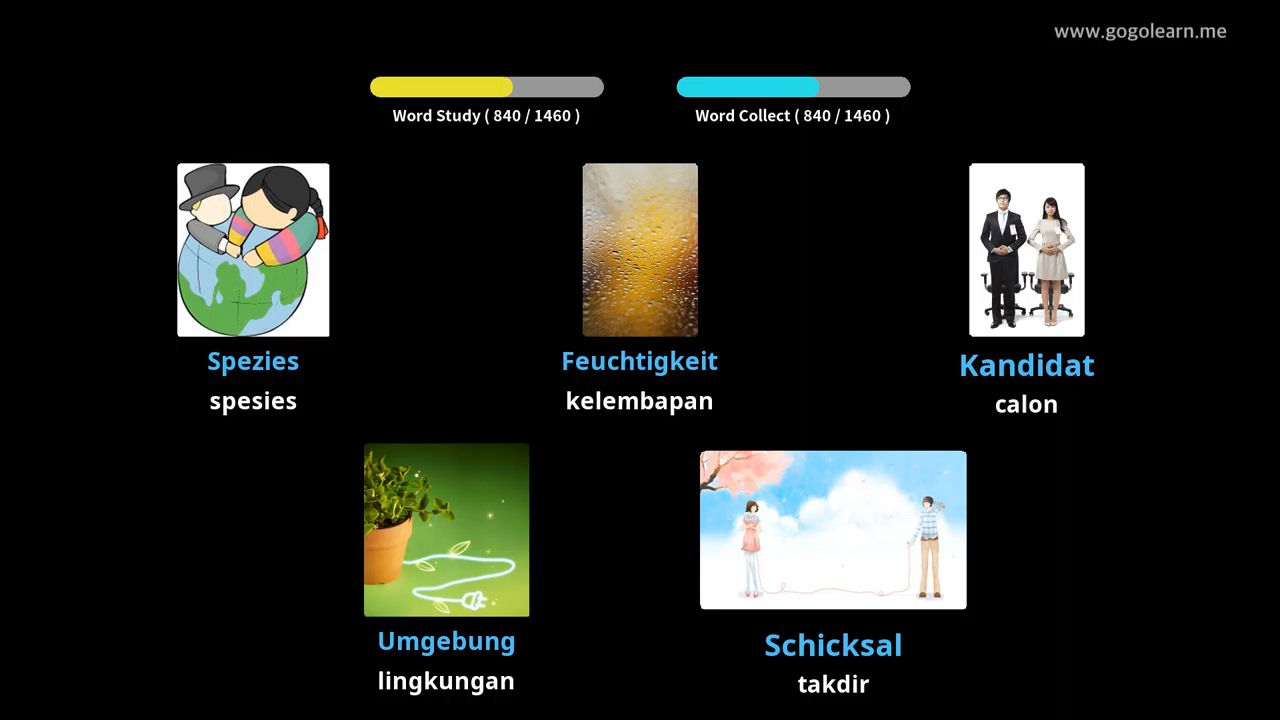 www.gogolearn.me
Word Study ( 840 / 1460 )
Word Collect ( 840 / 1460 )
Spezies
spesies
Feuchtigkeit
kelembapan
Kandidat
calon
Umgebung
lingkungan
Schicksal
takdir